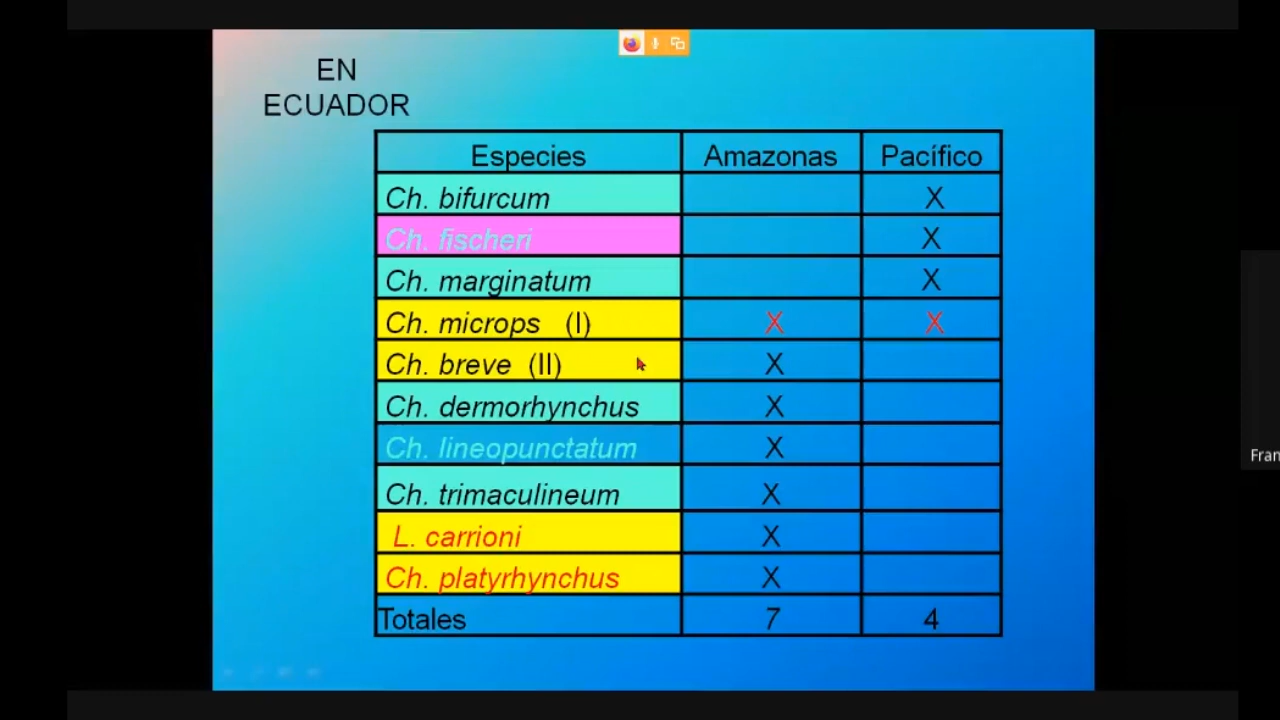 EN
ECUADOR
Especies Amazonas Pacífico
Ch. bifurcum X
Ch. fischeri X
Ch. marginatum X
Ch. microps (I) X X
Ch. breve (II) X
Ch. dermorhynchus X
Ch. lineopunctatum X
Ch. trimaculineum X
L. carrioni X
Ch. platyrhynchus X
Totales 7 4
Fran